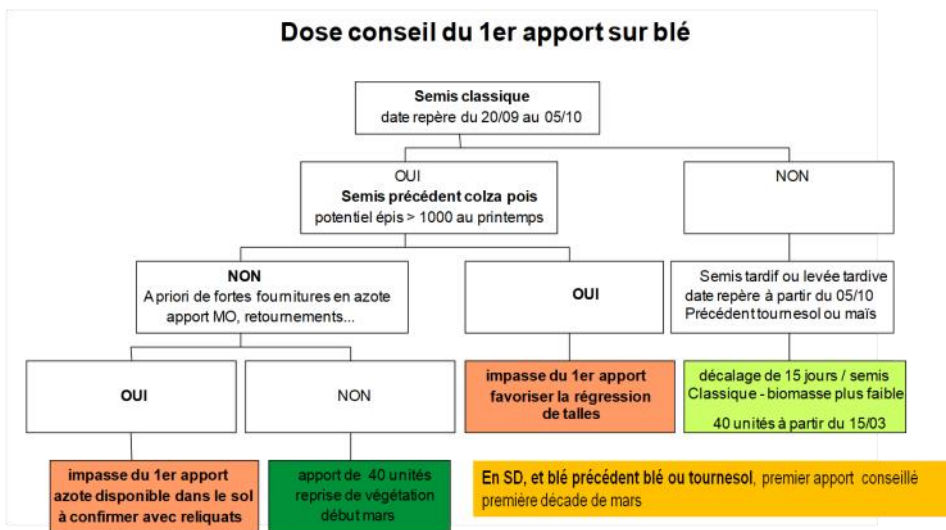 Dose conseil du 1er apport sur blé
Semis classique
date repère du 20/09 au 05/10
OUI
Semis précédent colza pois
potentiel épis > 1000 au printemps
NON
NON
A priori de fortes fournitures en azote
apport MO, retournements...
OUI
Semis tardif ou levée tardive
date repère à partir du 05/10
Précédent tournesol ou maïs
OUI
NON
impasse du 1er apport
favoriser la régression
de talles
décalage de 15 jours / semis
Classique - biomasse plus faible
40 unités à partir du 15/03
impasse du 1er apport
azote disponible dans le sol
à confirmer avec reliquats
apport de 40 unités
reprise de végétation
début mars
En SD, et blé précédent blé ou tournesol, premier apport conseillé
première décade de mars